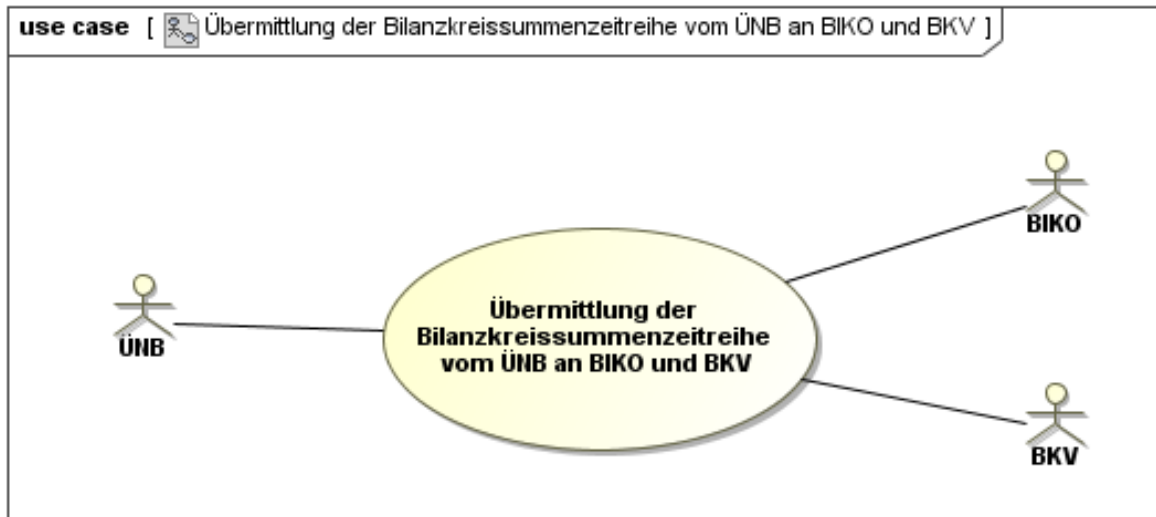 use case [ Übermittlung der Bilanzkreissummenzeitreihe vom ÜNB an BIKO und BKV ]
BIKO
Übermittlung der
Bilanzkreissummenzeitreihe
vom ÜNB an BIKO und BKV
ÜNB
BKV